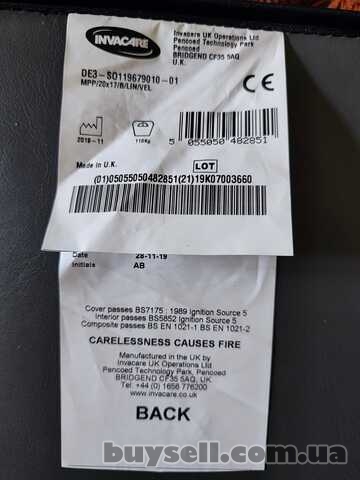 INVACARE
Invacare UK Operations Ltd
Pencoed Technology Park
Pencoed
BRIDGEND CF35 5AQ
U.K.
DE3-SO119679010-01
MPP/20x17/B/LIN/VEL
CE
2019-11
116Kg
5 055050 482851
Made in U.K.
LOT
(01)05055050482851(21)19K07003660
Date 28-11-19
Initials AB
Cover passes BS7175 : 1989 Ignition Source 5
Interior passes BS5852 Ignition Source 5
Composite passes BS EN 1021-1 BS EN 1021-2
CARELESSNESS CAUSES FIRE
Manufactured in the UK by
Invacare UK Operations Ltd
Pencoed Technology Park, Pencoed
BRIDGEND CF35 5AQ, UK
Tel: +44 (0) 1656 776200
www.invacare.co.uk
BACK
buysell.com.ua